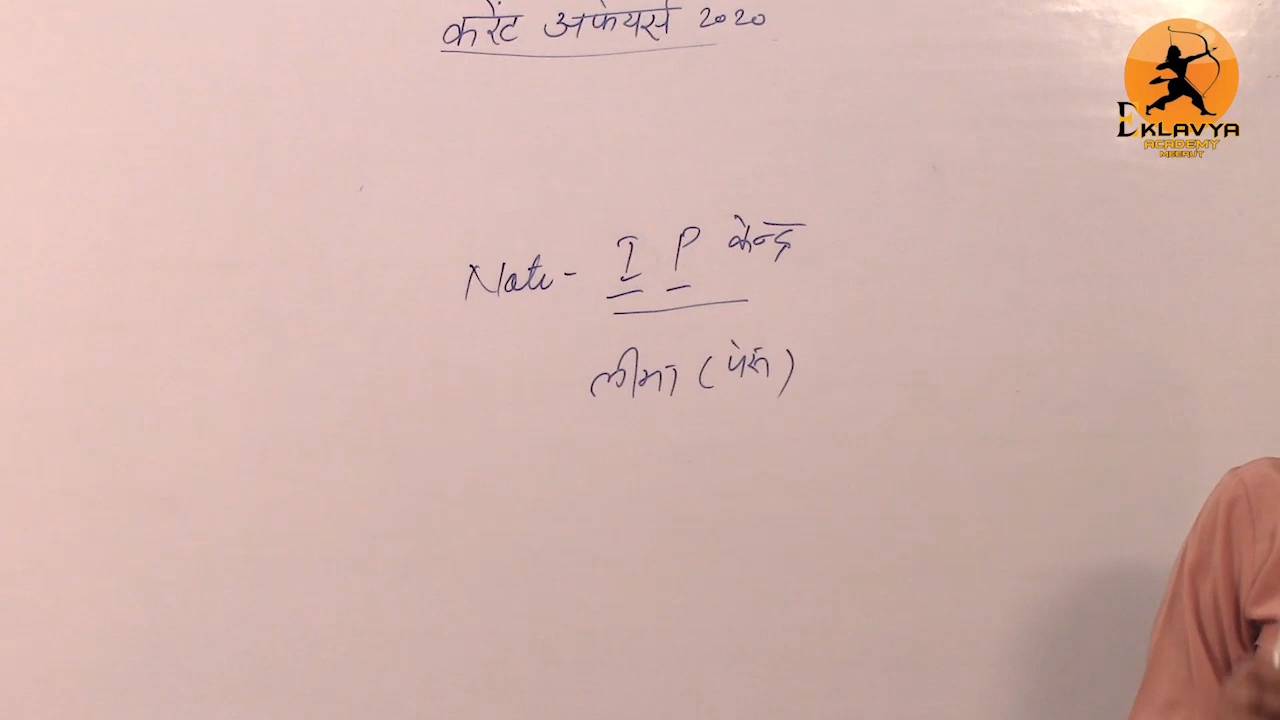 करेंट अफेयर्स 2020
EKLAVYA
ACADEMY
MEERUT
Note - I P केन्द्र
लीमा (पेरू)